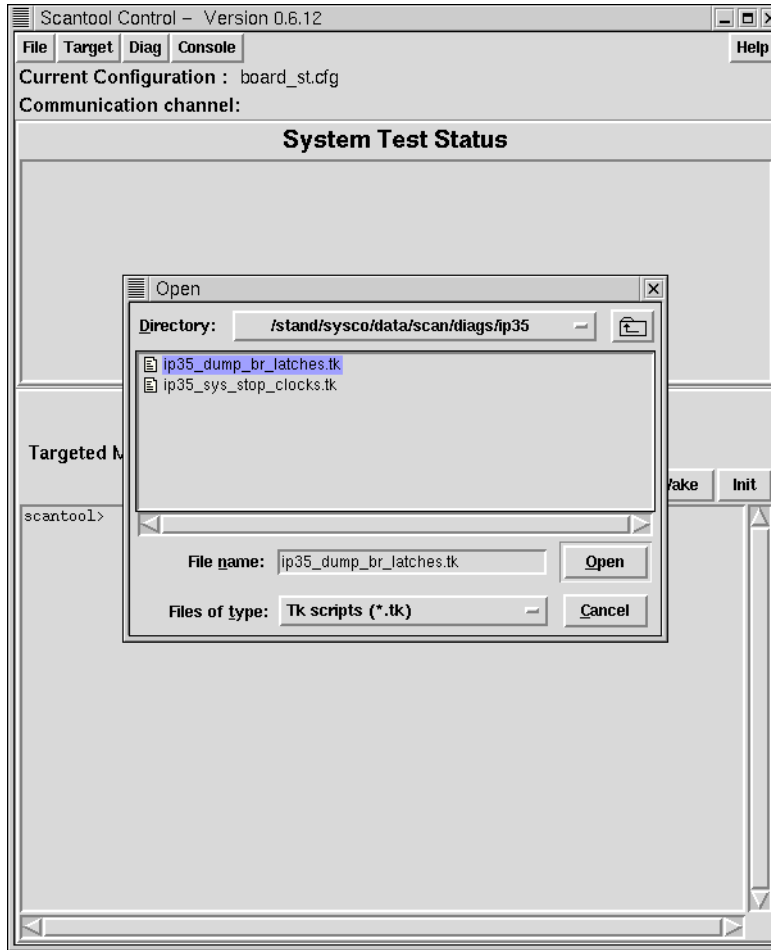 Scantool Control – Version 0.6.12
File Target Diag Console Help
Current Configuration : board_st.cfg
Communication channel:
System Test Status
Open
Directory: /stand/sysco/data/scan/diags/ip35
ip35_dump_br_latches.tk
ip35_sys_stop_clocks.tk
Targeted
Init
scantool>
File name: ip35_dump_br_latches.tk Open
Files of type: Tk scripts (*.tk) Cancel